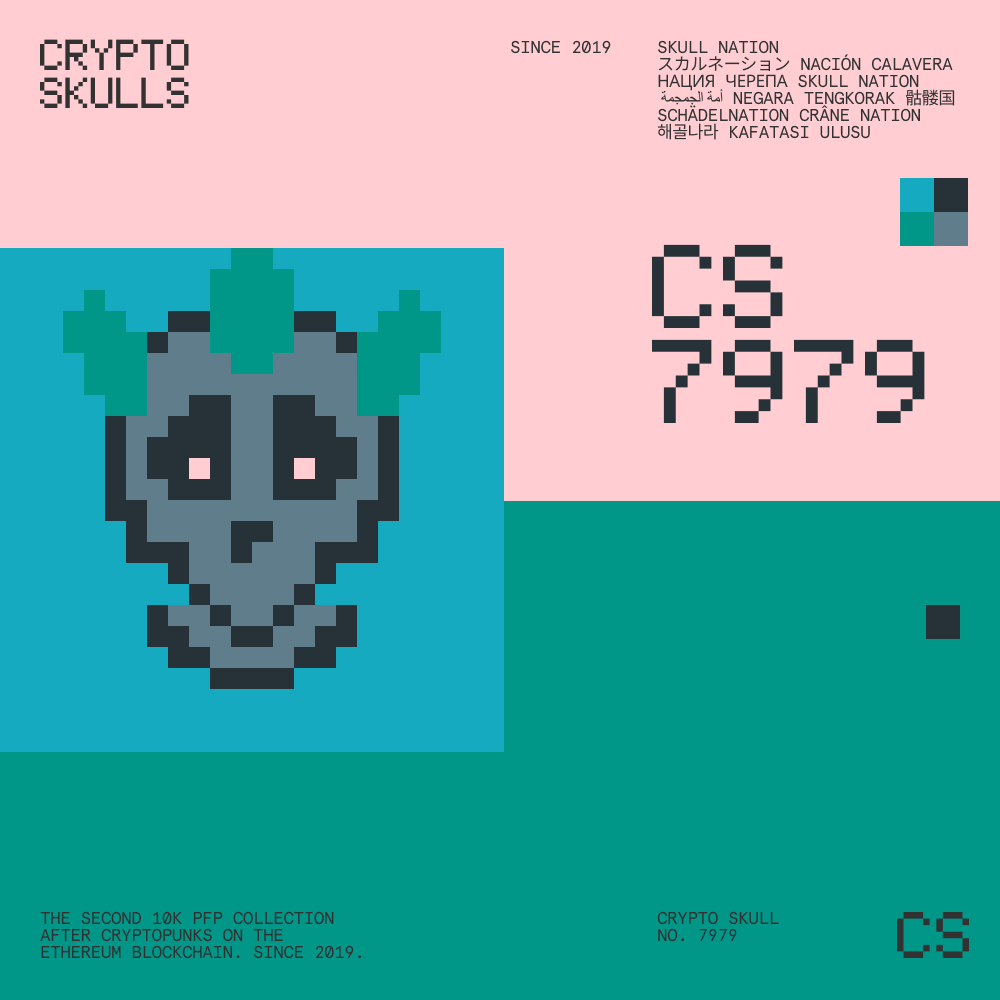 CRYPTO
SKULLS
SINCE 2019
SKULL NATION
スカルネーション NACIÓN CALAVERA
НАЦИЯ ЧЕРЕПА SKULL NATION
أمة الجمجمة NEGARA TENGKORAK 骷髅国
SCHÄDELNATION CRÂNE NATION
해골나라 KAFATASI ULUSU
CS
7979
THE SECOND 10K PFP COLLECTION
AFTER CRYPTOPUNKS ON THE
ETHEREUM BLOCKCHAIN. SINCE 2019.
CRYPTO SKULL
NO. 7979
CS